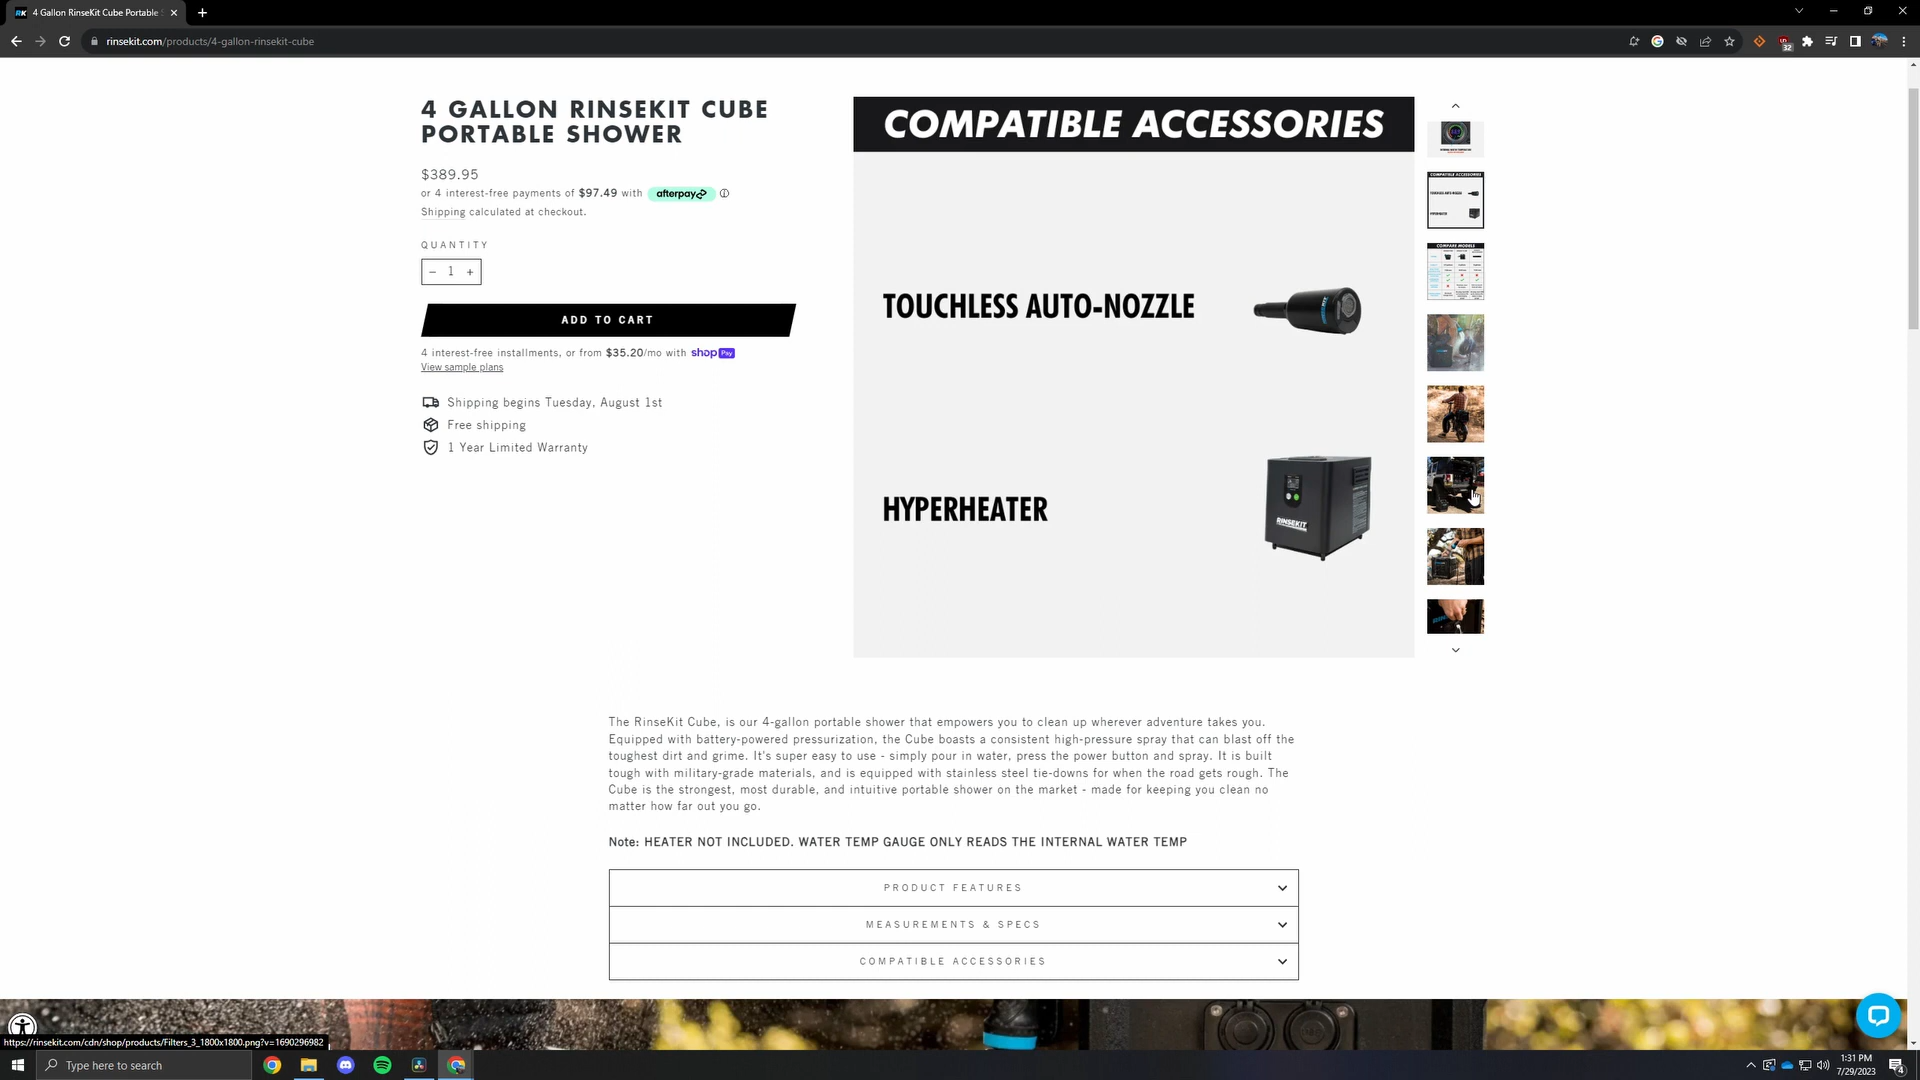 4 Gallon RinseKit Cube Portable
rinsekit.com/products/4-gallon-rinsekit-cube
32
4 GALLON RINSEKIT CUBE
PORTABLE SHOWER
$389.95
or 4 interest-free payments of $97.49 with afterpay
Shipping calculated at checkout.
QUANTITY
− 1 +
ADD TO CART
4 interest-free installments, or from $35.20/mo with shop Pay
View sample plans
Shipping begins Tuesday, August 1st
Free shipping
1 Year Limited Warranty
COMPATIBLE ACCESSORIES
TOUCHLESS AUTO-NOZZLE
HYPERHEATER
RINSEKIT
COMPATIBLE ACCESSORIES
TOUCHLESS AUTO-NOZZLE
HYPERHEATER
COMPARE MODELS
The RinseKit Cube, is our 4-gallon portable shower that empowers you to clean up wherever adventure takes you.
Equipped with battery-powered pressurization, the Cube boasts a consistent high-pressure spray that can blast off the
toughest dirt and grime. It's super easy to use - simply pour in water, press the power button and spray. It is built
tough with military-grade materials, and is equipped with stainless steel tie-downs for when the road gets rough. The
Cube is the strongest, most durable, and intuitive portable shower on the market - made for keeping you clean no
matter how far out you go.
Note: HEATER NOT INCLUDED. WATER TEMP GAUGE ONLY READS THE INTERNAL WATER TEMP
PRODUCT FEATURES
MEASUREMENTS & SPECS
COMPATIBLE ACCESSORIES
https://rinsekit.com/cdn/shop/products/Filters_3_1800x1800.png?v=1690296982
Type here to search
1:31 PM
7/29/2023
4